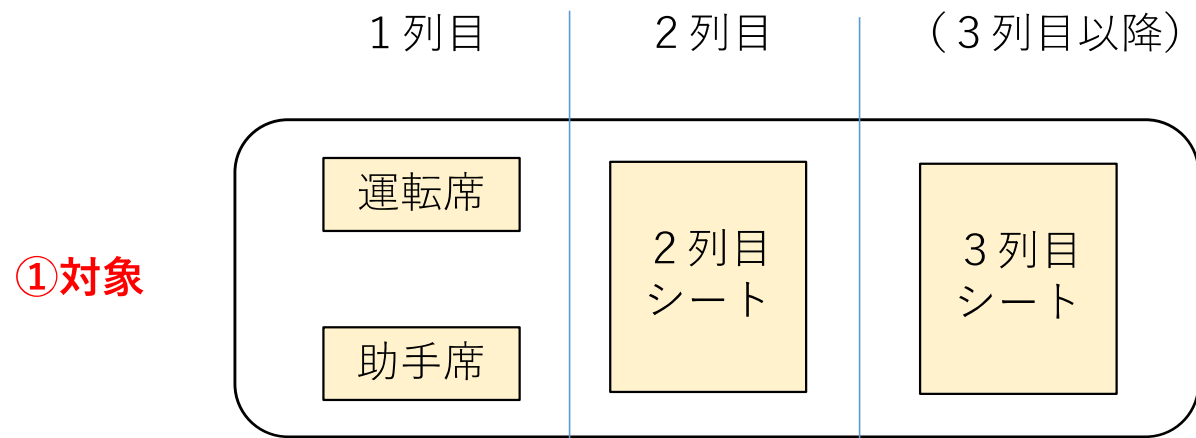 １列目
２列目
（３列目以降）
運転席
２列目
シート
３列目
シート
①対象
助手席